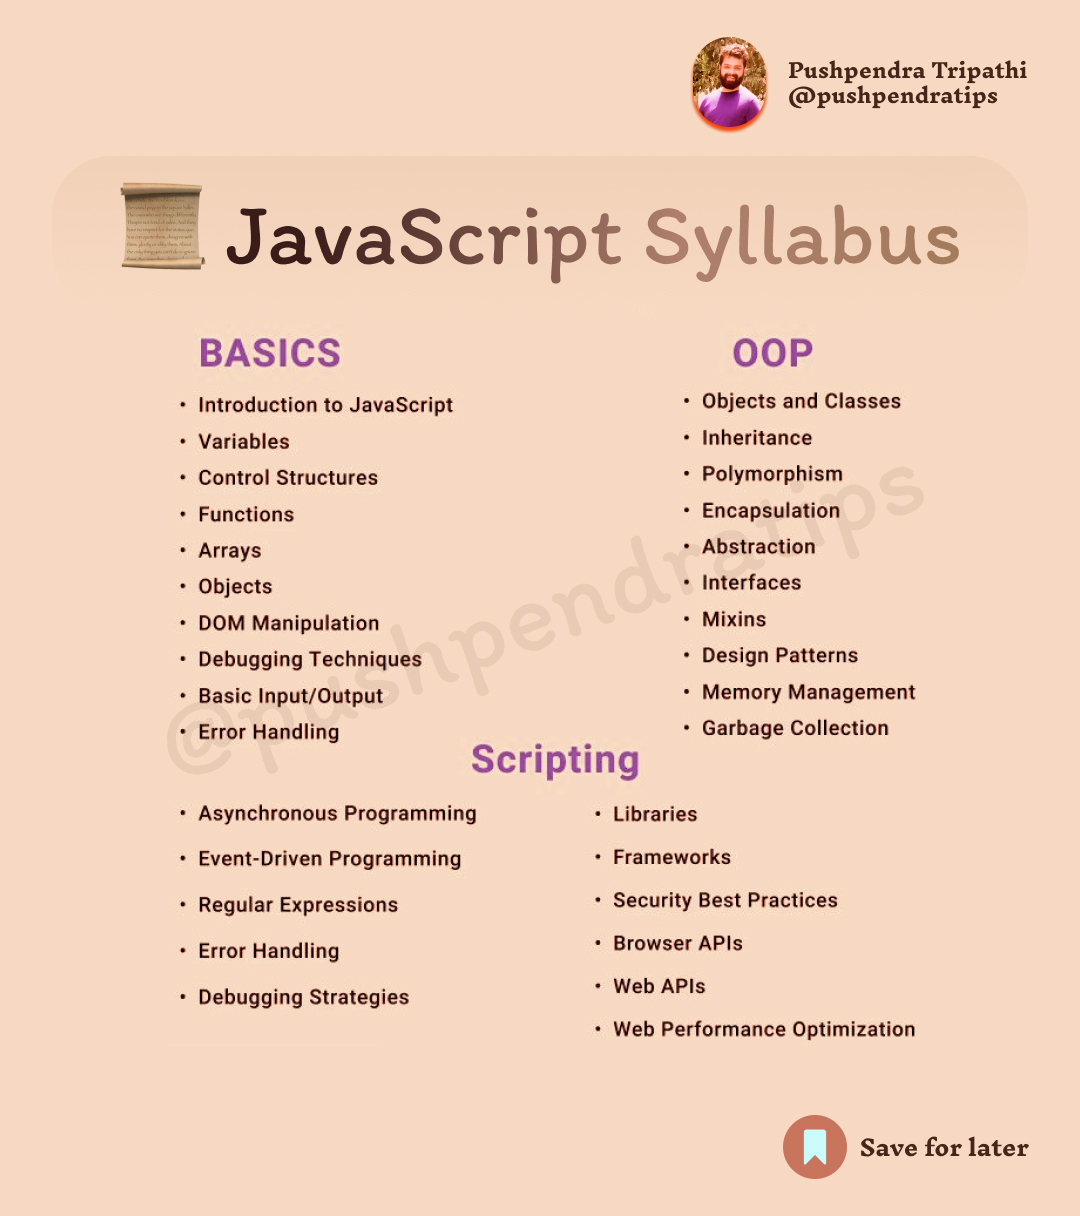 Pushpendra Tripathi
@pushpendratips
JavaScript Syllabus
BASICS
• Introduction to JavaScript
• Variables
• Control Structures
• Functions
• Arrays
• Objects
• DOM Manipulation
• Debugging Techniques
• Basic Input/Output
• Error Handling
OOP
• Objects and Classes
• Inheritance
• Polymorphism
• Encapsulation
• Abstraction
• Interfaces
• Mixins
• Design Patterns
• Memory Management
• Garbage Collection
@pushpendratips
Scripting
• Asynchronous Programming
• Event-Driven Programming
• Regular Expressions
• Error Handling
• Debugging Strategies
• Libraries
• Frameworks
• Security Best Practices
• Browser APIs
• Web APIs
• Web Performance Optimization
Save for later